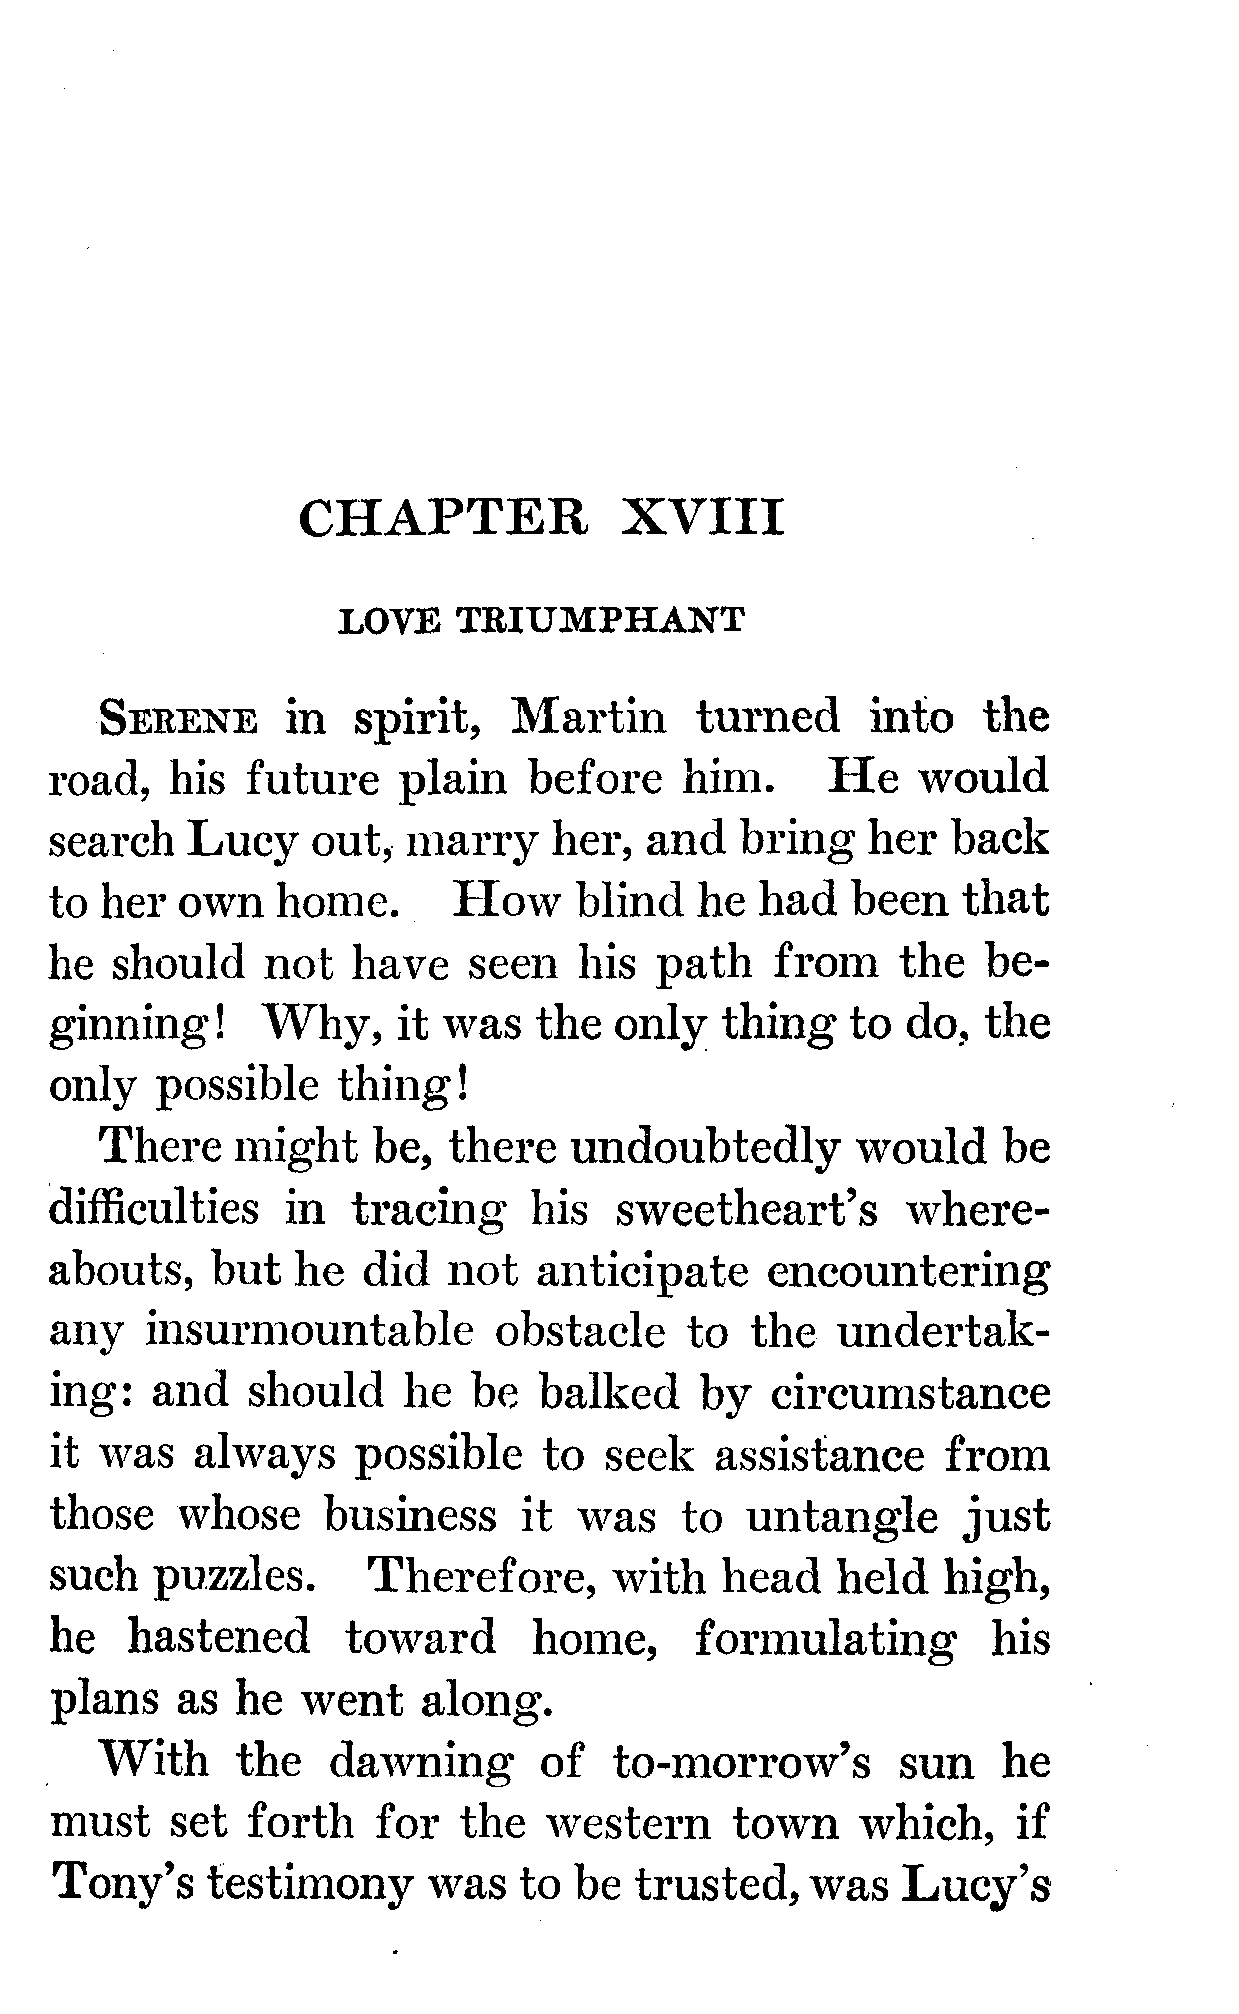 CHAPTER XVIII
LOVE TRIUMPHANT
SERENE in spirit, Martin turned into the
road, his future plain before him. He would
search Lucy out, marry her, and bring her back
to her own home. How blind he had been that
he should not have seen his path from the be-
ginning! Why, it was the only thing to do, the
only possible thing!
There might be, there undoubtedly would be
difficulties in tracing his sweetheart's where-
abouts, but he did not anticipate encountering
any insurmountable obstacle to the undertak-
ing: and should he be balked by circumstance
it was always possible to seek assistance from
those whose business it was to untangle just
such puzzles. Therefore, with head held high,
he hastened toward home, formulating his
plans as he went along.
With the dawning of to-morrow's sun he
must set forth for the western town which, if
Tony's testimony was to be trusted, was Lucy's